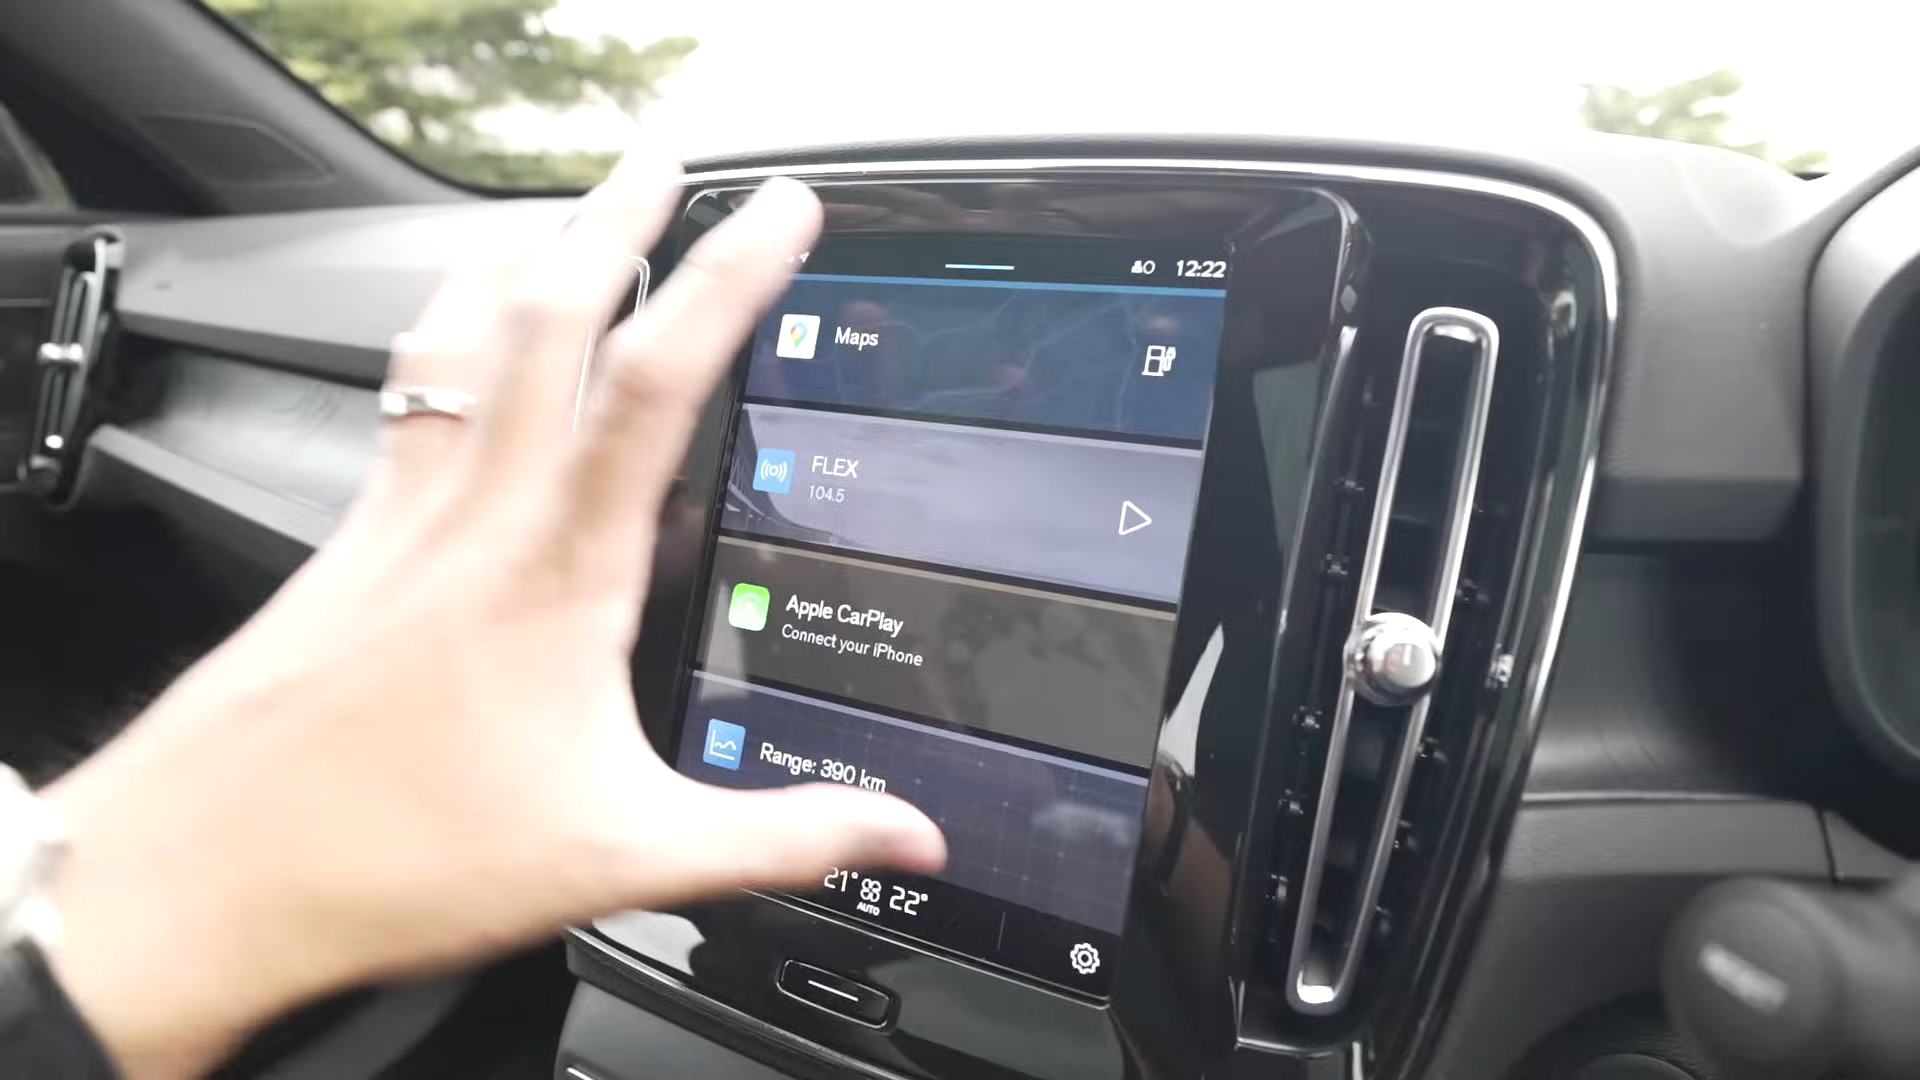 12:22
Maps
FLEX
104.5
Apple CarPlay
Connect your iPhone
Range: 390 km
21° 22°
AUTO